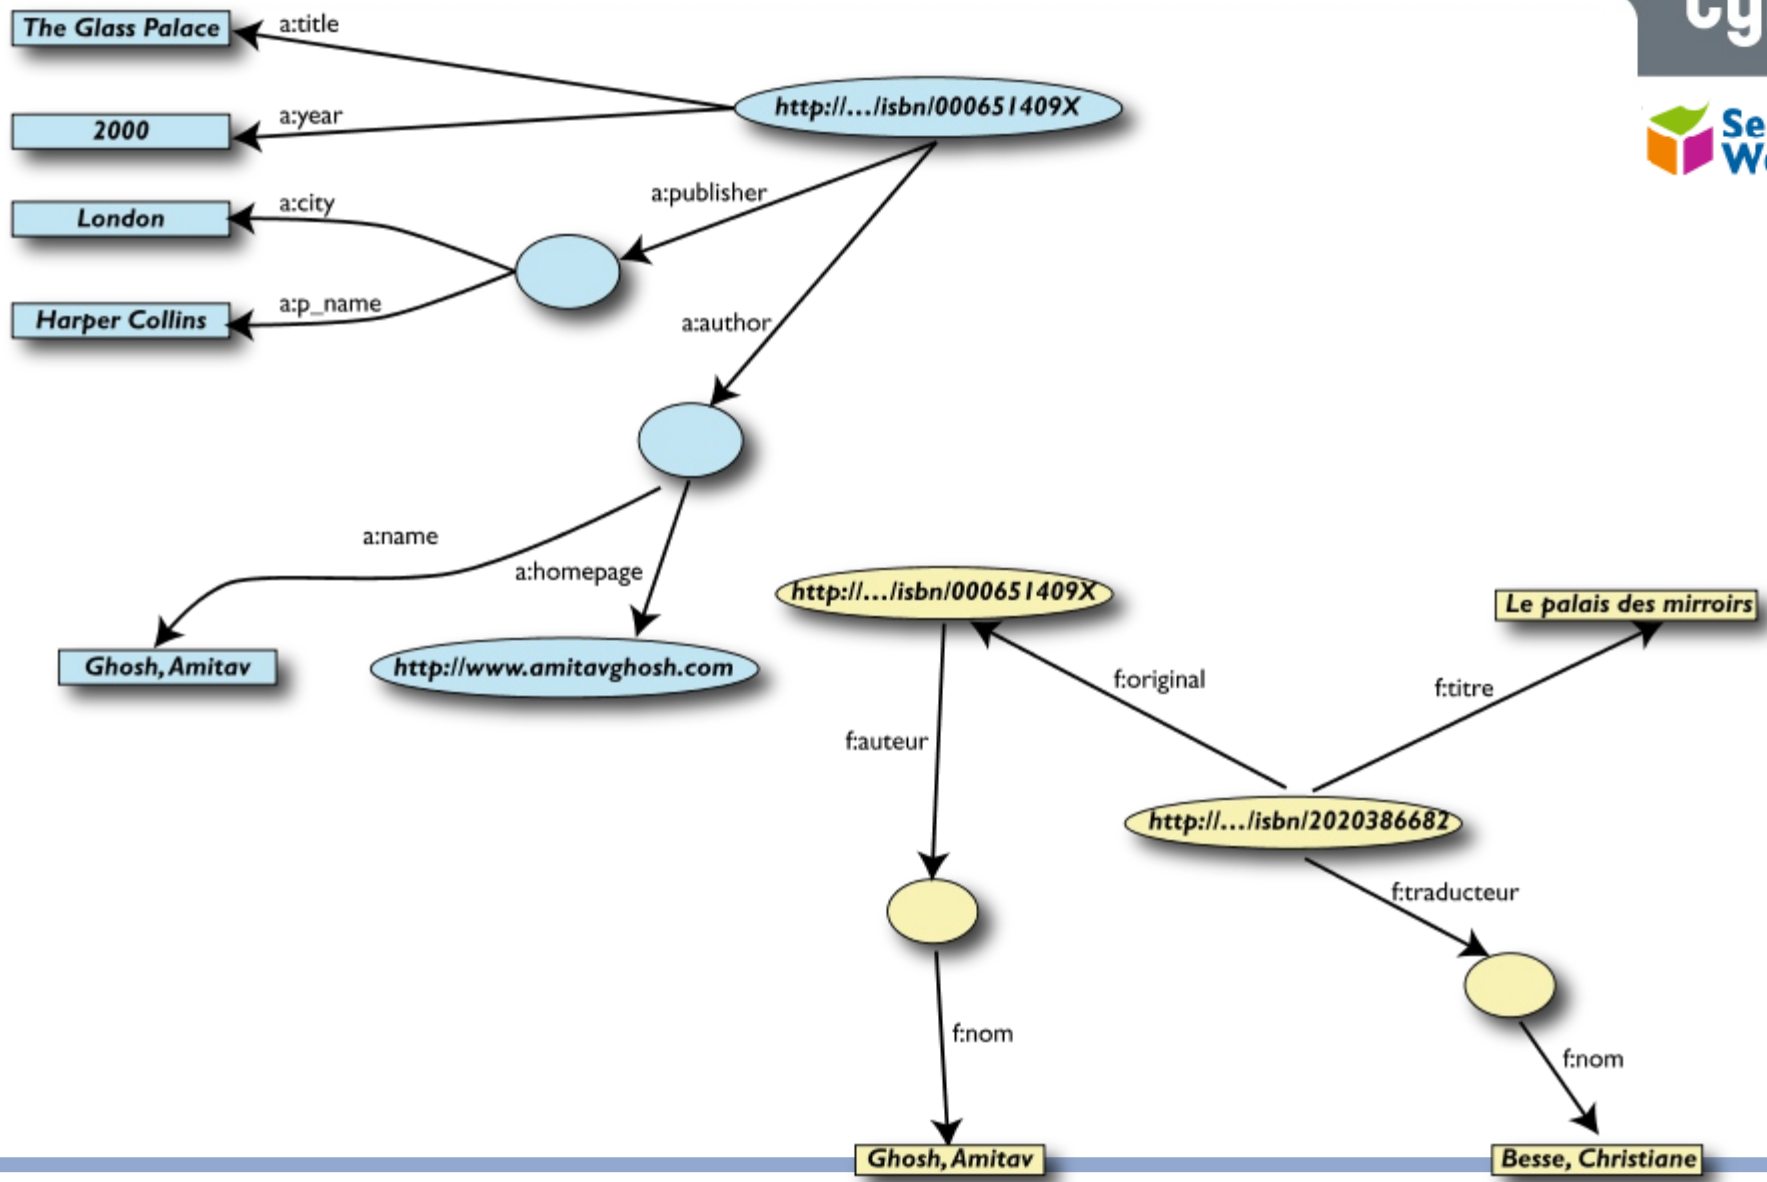 The Glass Palace
a:title
http://…/isbn/000651409X
a:year
2000
a:publisher
a:city
London
a:p_name
Harper Collins
a:author
a:name
a:homepage
Ghosh, Amitav
http://www.amitavghosh.com
http://…/isbn/000651409X
Le palais des mirroirs
f:original
f:titre
f:auteur
http://…/isbn/2020386682
f:traducteur
f:nom
f:nom
Ghosh, Amitav
Besse, Christiane